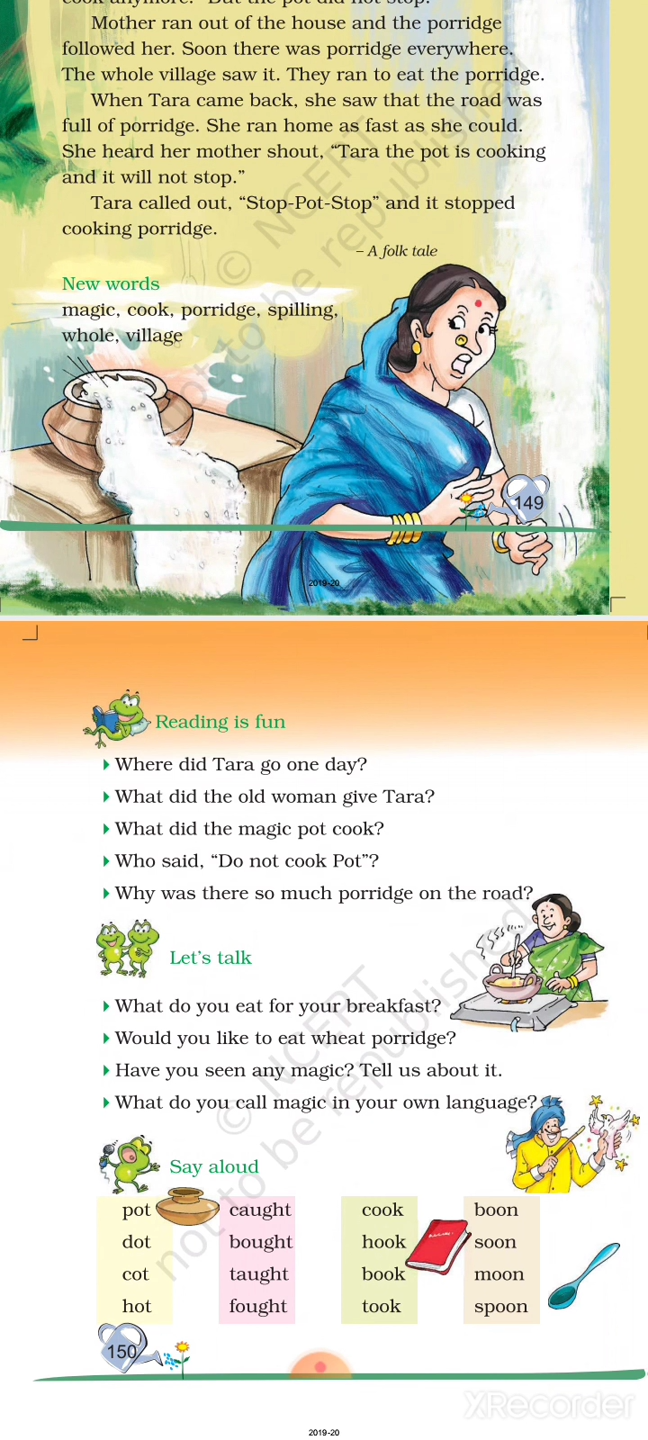 cook anymore." But the pot did not stop.
Mother ran out of the house and the porridge
followed her. Soon there was porridge everywhere.
The whole village saw it. They ran to eat the porridge.
When Tara came back, she saw that the road was
full of porridge. She ran home as fast as she could.
She heard her mother shout, “Tara the pot is cooking
and it will not stop.”
Tara called out, “Stop-Pot-Stop” and it stopped
cooking porridge.
– A folk tale
New words
magic, cook, porridge, spilling,
whole, village
149
2019-20
© NCERT
not to be republished
Reading is fun
Where did Tara go one day?
What did the old woman give Tara?
What did the magic pot cook?
Who said, “Do not cook Pot”?
Why was there so much porridge on the road?
Let’s talk
What do you eat for your breakfast?
Would you like to eat wheat porridge?
Have you seen any magic? Tell us about it.
What do you call magic in your own language?
Say aloud
pot caught cook boon
dot bought hook soon
cot taught book moon
hot fought took spoon
© NCERT
not to be republished
150
XRecorder
2019-20